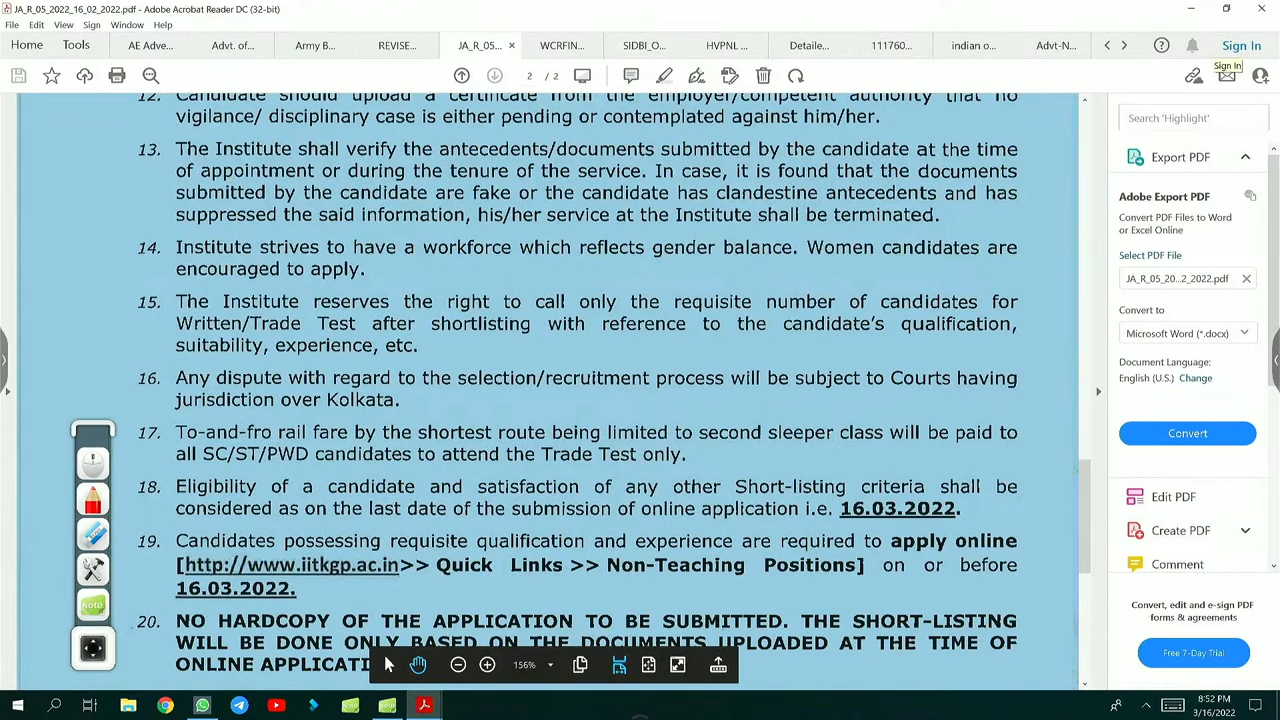 JA_R_05_2022_16_02_2022.pdf - Adobe Acrobat Reader DC (32-bit)
File Edit View Sign Window Help
Home Tools AE Adve... Advt. of... Army B... REVISE... JA_R_05... × WCRFIN... SIDBI_O... HVPNL ... Detaile... 111760... indian o... Advt-N... Sign In
Sign In
2 / 2
12. Candidate should upload a certificate from the employer/competent authority that no
vigilance/ disciplinary case is either pending or contemplated against him/her.
13. The Institute shall verify the antecedents/documents submitted by the candidate at the time
of appointment or during the tenure of the service. In case, it is found that the documents
submitted by the candidate are fake or the candidate has clandestine antecedents and has
suppressed the said information, his/her service at the Institute shall be terminated.
14. Institute strives to have a workforce which reflects gender balance. Women candidates are
encouraged to apply.
15. The Institute reserves the right to call only the requisite number of candidates for
Written/Trade Test after shortlisting with reference to the candidate's qualification,
suitability, experience, etc.
16. Any dispute with regard to the selection/recruitment process will be subject to Courts having
jurisdiction over Kolkata.
17. To-and-fro rail fare by the shortest route being limited to second sleeper class will be paid to
all SC/ST/PWD candidates to attend the Trade Test only.
18. Eligibility of a candidate and satisfaction of any other Short-listing criteria shall be
considered as on the last date of the submission of online application i.e. 16.03.2022.
19. Candidates possessing requisite qualification and experience are required to apply online
[http://www.iitkgp.ac.in>> Quick Links >> Non-Teaching Positions] on or before
16.03.2022.
20. NO HARDCOPY OF THE APPLICATION TO BE SUBMITTED. THE SHORT-LISTING
WILL BE DONE ONLY BASED ON THE DOCUMENTS UPLOADED AT THE TIME OF
ONLINE APPLICATI
156%
Note
Search 'Highlight'
Export PDF
Adobe Export PDF
Convert PDF Files to Word
or Excel Online
Select PDF File
JA_R_05_20...2_2022.pdf
Convert to
Microsoft Word (*.docx)
Document Language:
English (U.S.) Change
Convert
Edit PDF
Create PDF
Comment
Convert, edit and e-sign PDF
forms & agreements
Free 7-Day Trial
Note Note
8:52 PM
3/16/2022